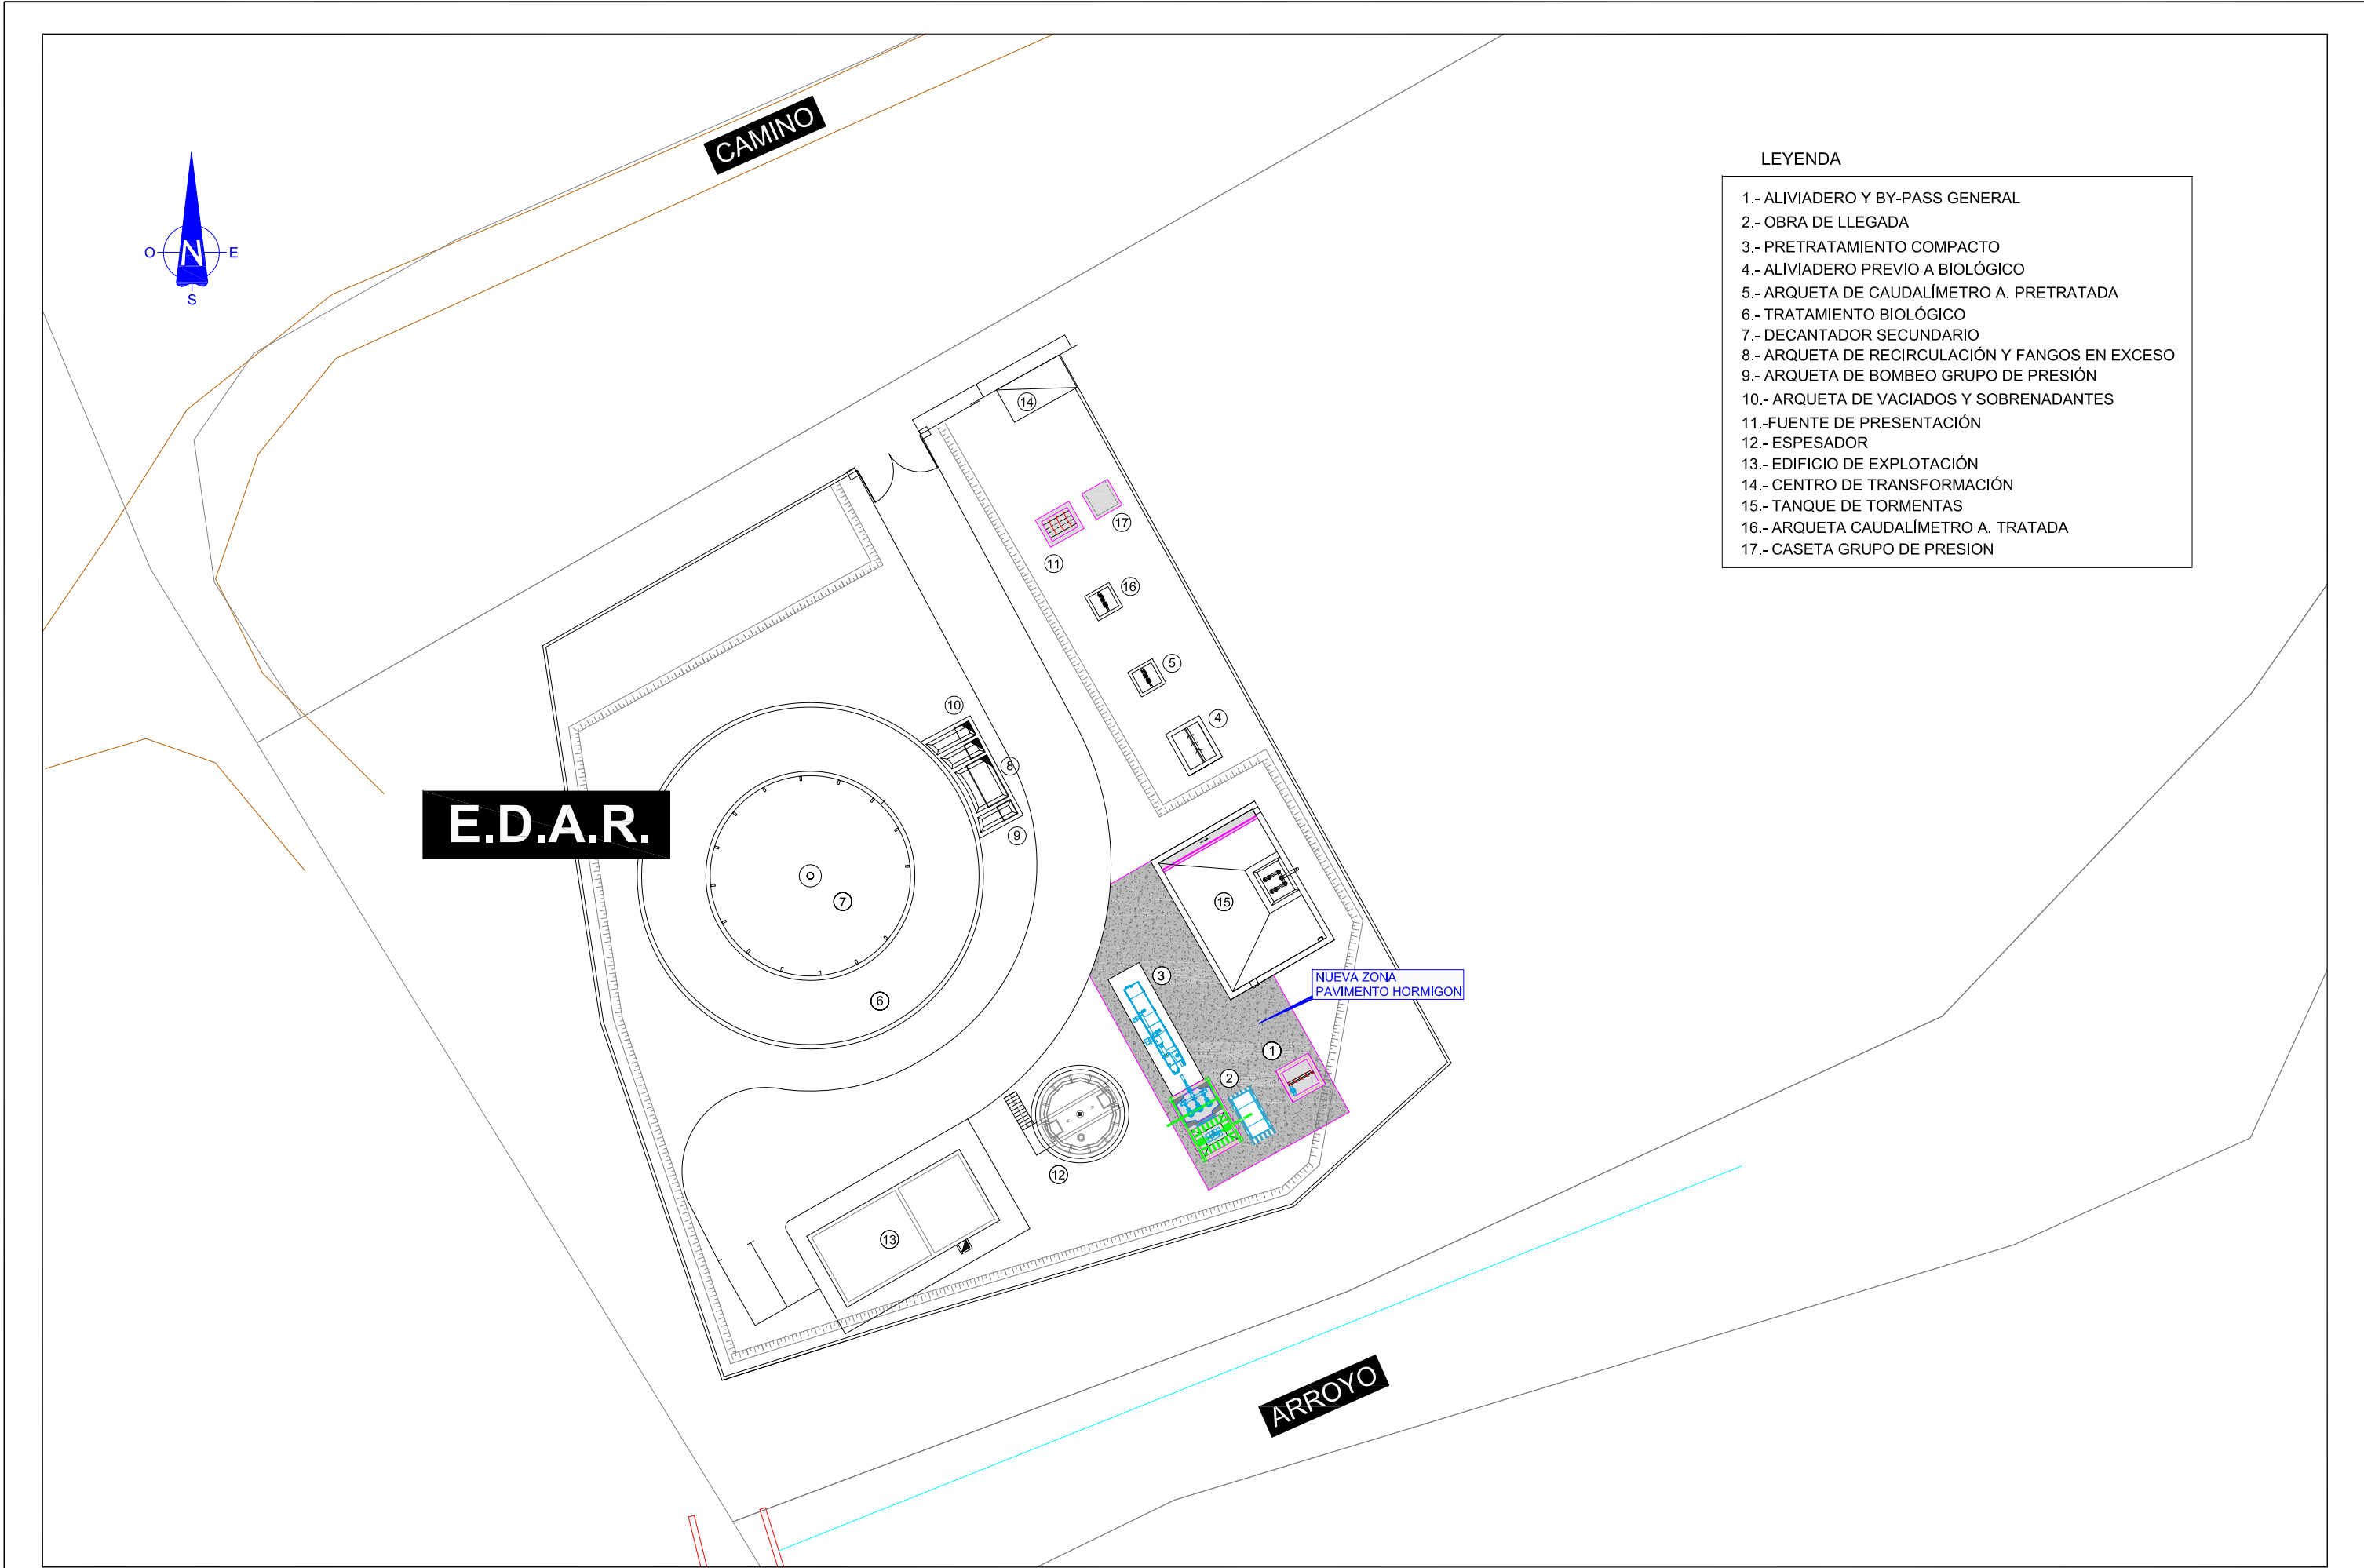 CAMINO
N
O
E
S
LEYENDA
1.- ALIVIADERO Y BY-PASS GENERAL
2.- OBRA DE LLEGADA
3.- PRETRATAMIENTO COMPACTO
4.- ALIVIADERO PREVIO A BIOLÓGICO
5.- ARQUETA DE CAUDALÍMETRO A. PRETRATADA
6.- TRATAMIENTO BIOLÓGICO
7.- DECANTADOR SECUNDARIO
8.- ARQUETA DE RECIRCULACIÓN Y FANGOS EN EXCESO
9.- ARQUETA DE BOMBEO GRUPO DE PRESIÓN
10.- ARQUETA DE VACIADOS Y SOBRENADANTES
11.-FUENTE DE PRESENTACIÓN
12.- ESPESADOR
13.- EDIFICIO DE EXPLOTACIÓN
14.- CENTRO DE TRANSFORMACIÓN
15.- TANQUE DE TORMENTAS
16.- ARQUETA CAUDALÍMETRO A. TRATADA
17.- CASETA GRUPO DE PRESION
14
17
11
16
5
10
4
8
E.D.A.R.
9
7
15
3
NUEVA ZONA
PAVIMENTO HORMIGON
6
1
2
12
13
ARROYO